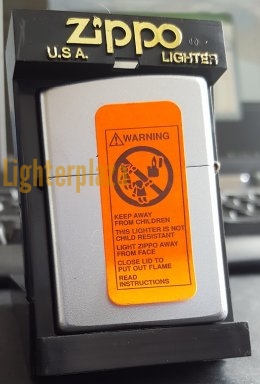 zippo
U.S.A. LIGHTER
Lighterplace
⚠WARNING
KEEP AWAY
FROM CHILDREN
THIS LIGHTER IS NOT
CHILD RESISTANT
LIGHT ZIPPO AWAY
FROM FACE
CLOSE LID TO
PUT OUT FLAME
READ
INSTRUCTIONS